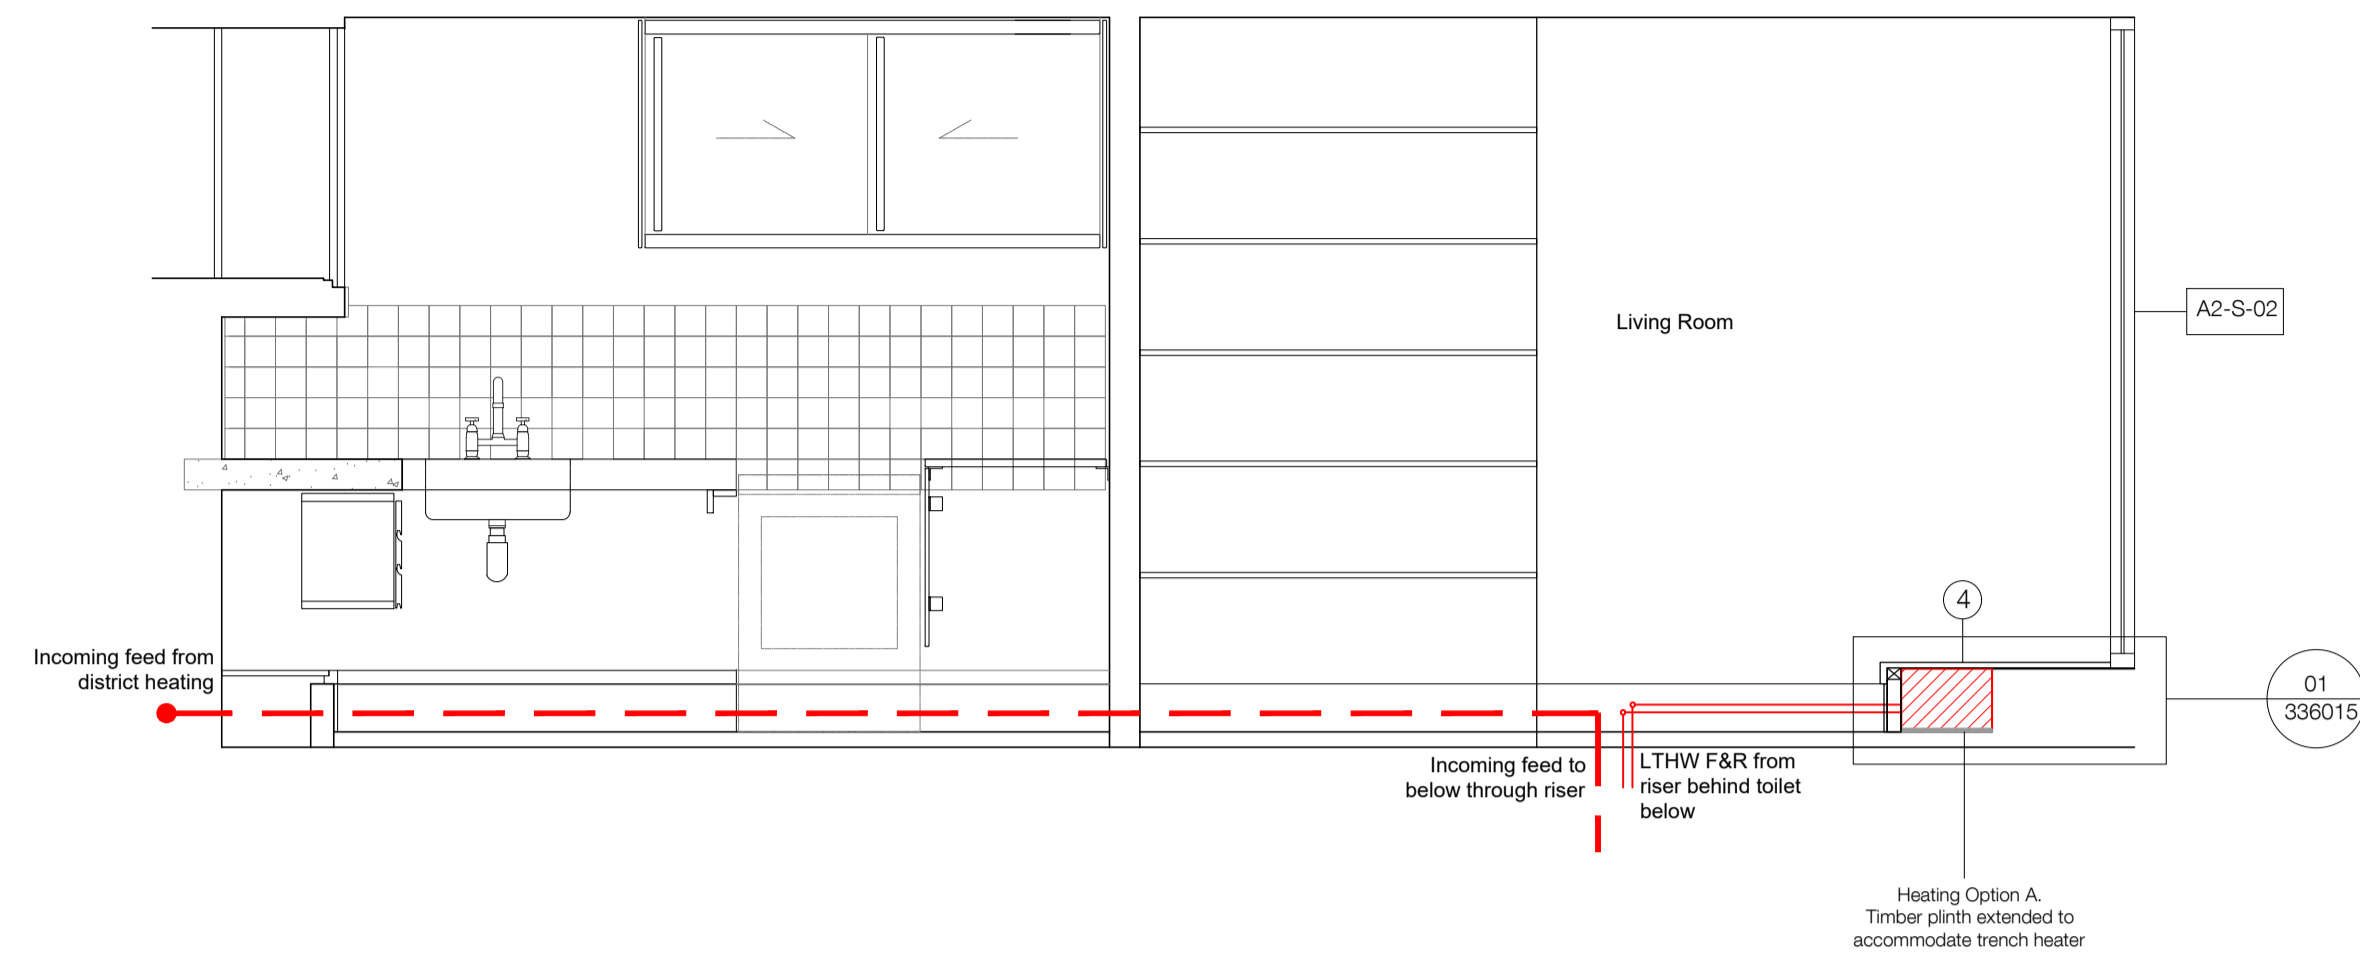 Living Room
A2-S-02
4
Incoming feed from
district heating
01
336015
Incoming feed to
below through riser
LTHW F&R from
riser behind toilet
below
Heating Option A.
Timber plinth extended to
accommodate trench heater